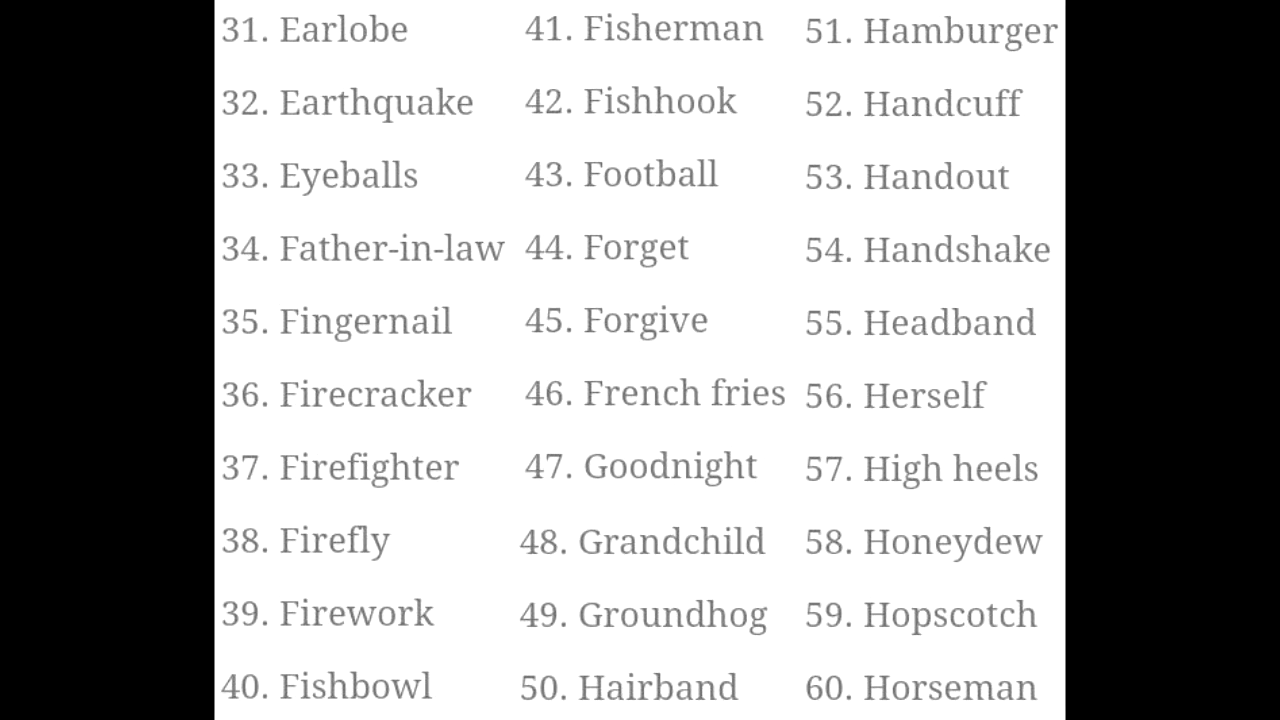 31. Earlobe
32. Earthquake
33. Eyeballs
34. Father-in-law
35. Fingernail
36. Firecracker
37. Firefighter
38. Firefly
39. Firework
40. Fishbowl
41. Fisherman
42. Fishhook
43. Football
44. Forget
45. Forgive
46. French fries
47. Goodnight
48. Grandchild
49. Groundhog
50. Hairband
51. Hamburger
52. Handcuff
53. Handout
54. Handshake
55. Headband
56. Herself
57. High heels
58. Honeydew
59. Hopscotch
60. Horseman